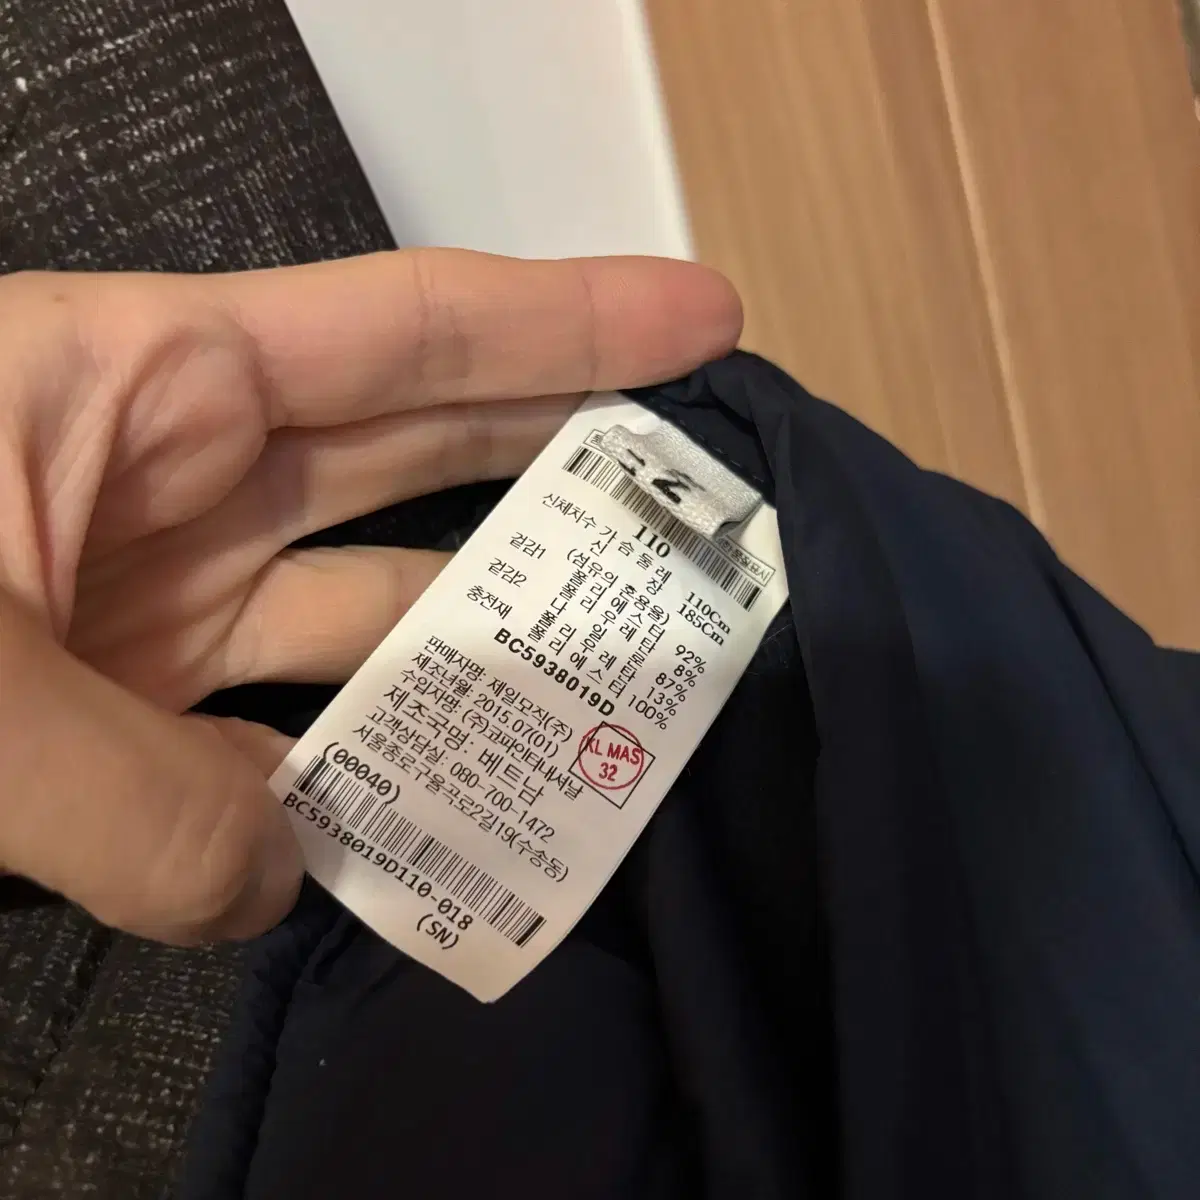 110
신체치수 가슴둘레 110Cm
신 장 185Cm
(섬유의 혼용율)
겉감1 폴리에스터 92%
폴리우레탄 8%
겉감2 나일론 87%
폴리우레탄 13%
충전재 폴리에스터 100%
BC5938019D
판매자명: 제일모직(주)
제조년월: 2015.07(01)
수입자명: (주)코파이터내셔날
제조국명: 베트남
고객상담실: 080-700-1472
서울종로구율곡로2길19(수송동)
(00040)
XL MAS
32
BC5938019D110-018
(SN)